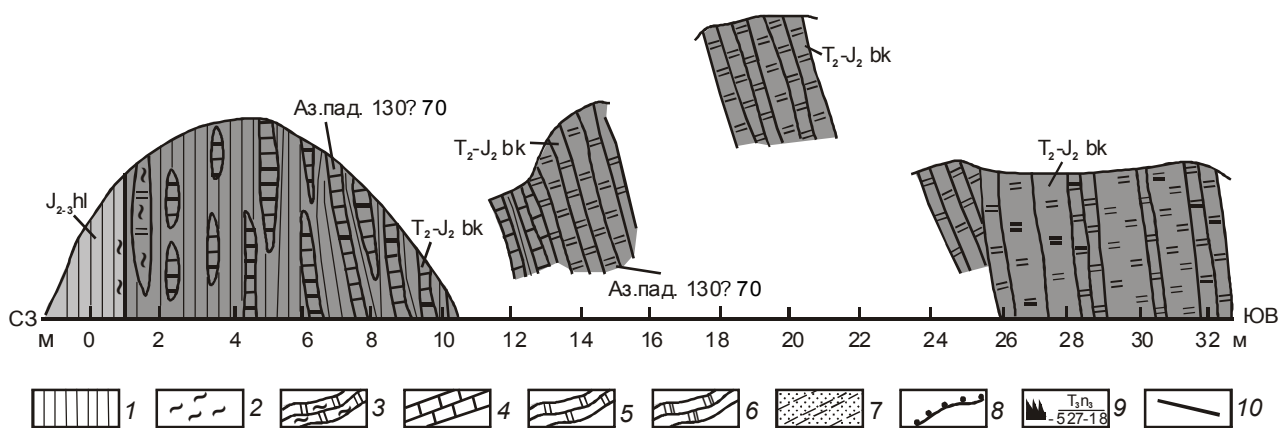 T₂-J₂ bk
Аз.пад. 130? 70
T₂-J₂ bk
T₂-J₂ bk
J₂₋₃hl
T₂-J₂ bk
Аз.пад. 130? 70
СЗ ЮВ
м 0 2 4 6 8 10 12 14 16 18 20 22 24 26 28 30 32 м
1 2 3 4 5 6 7 8 T₃n₃ 9 10
-527-18